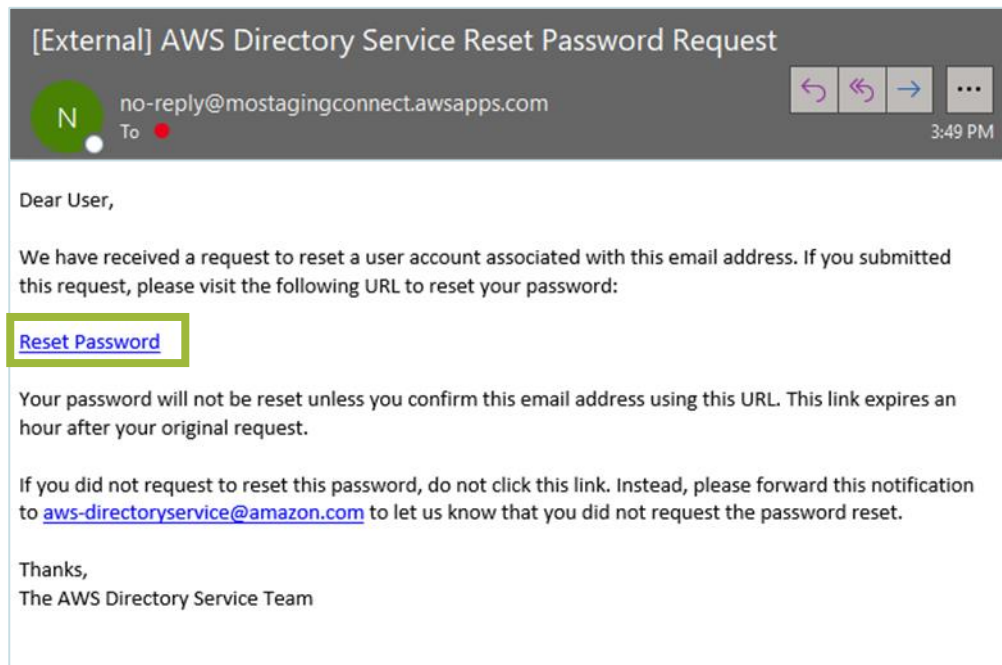 [External] AWS Directory Service Reset Password Request
N
no-reply@mostagingconnect.awsapps.com
To
3:49 PM
Dear User,
We have received a request to reset a user account associated with this email address. If you submitted
this request, please visit the following URL to reset your password:
Reset Password
Your password will not be reset unless you confirm this email address using this URL. This link expires an
hour after your original request.
If you did not request to reset this password, do not click this link. Instead, please forward this notification
to aws-directoryservice@amazon.com to let us know that you did not request the password reset.
Thanks,
The AWS Directory Service Team